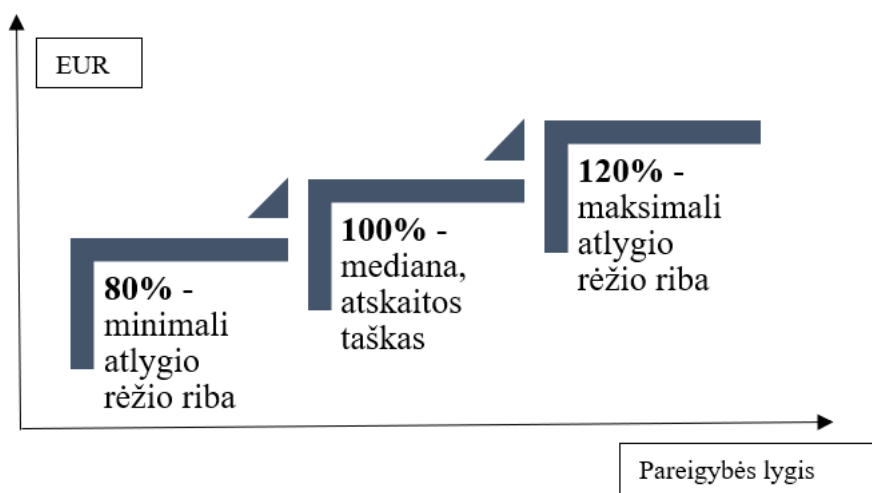 EUR
80% -
minimali
atlygio
rėžio riba
100% -
mediana,
atskaitos
taškas
120% -
maksimali
atlygio
rėžio riba
Pareigybės lygis